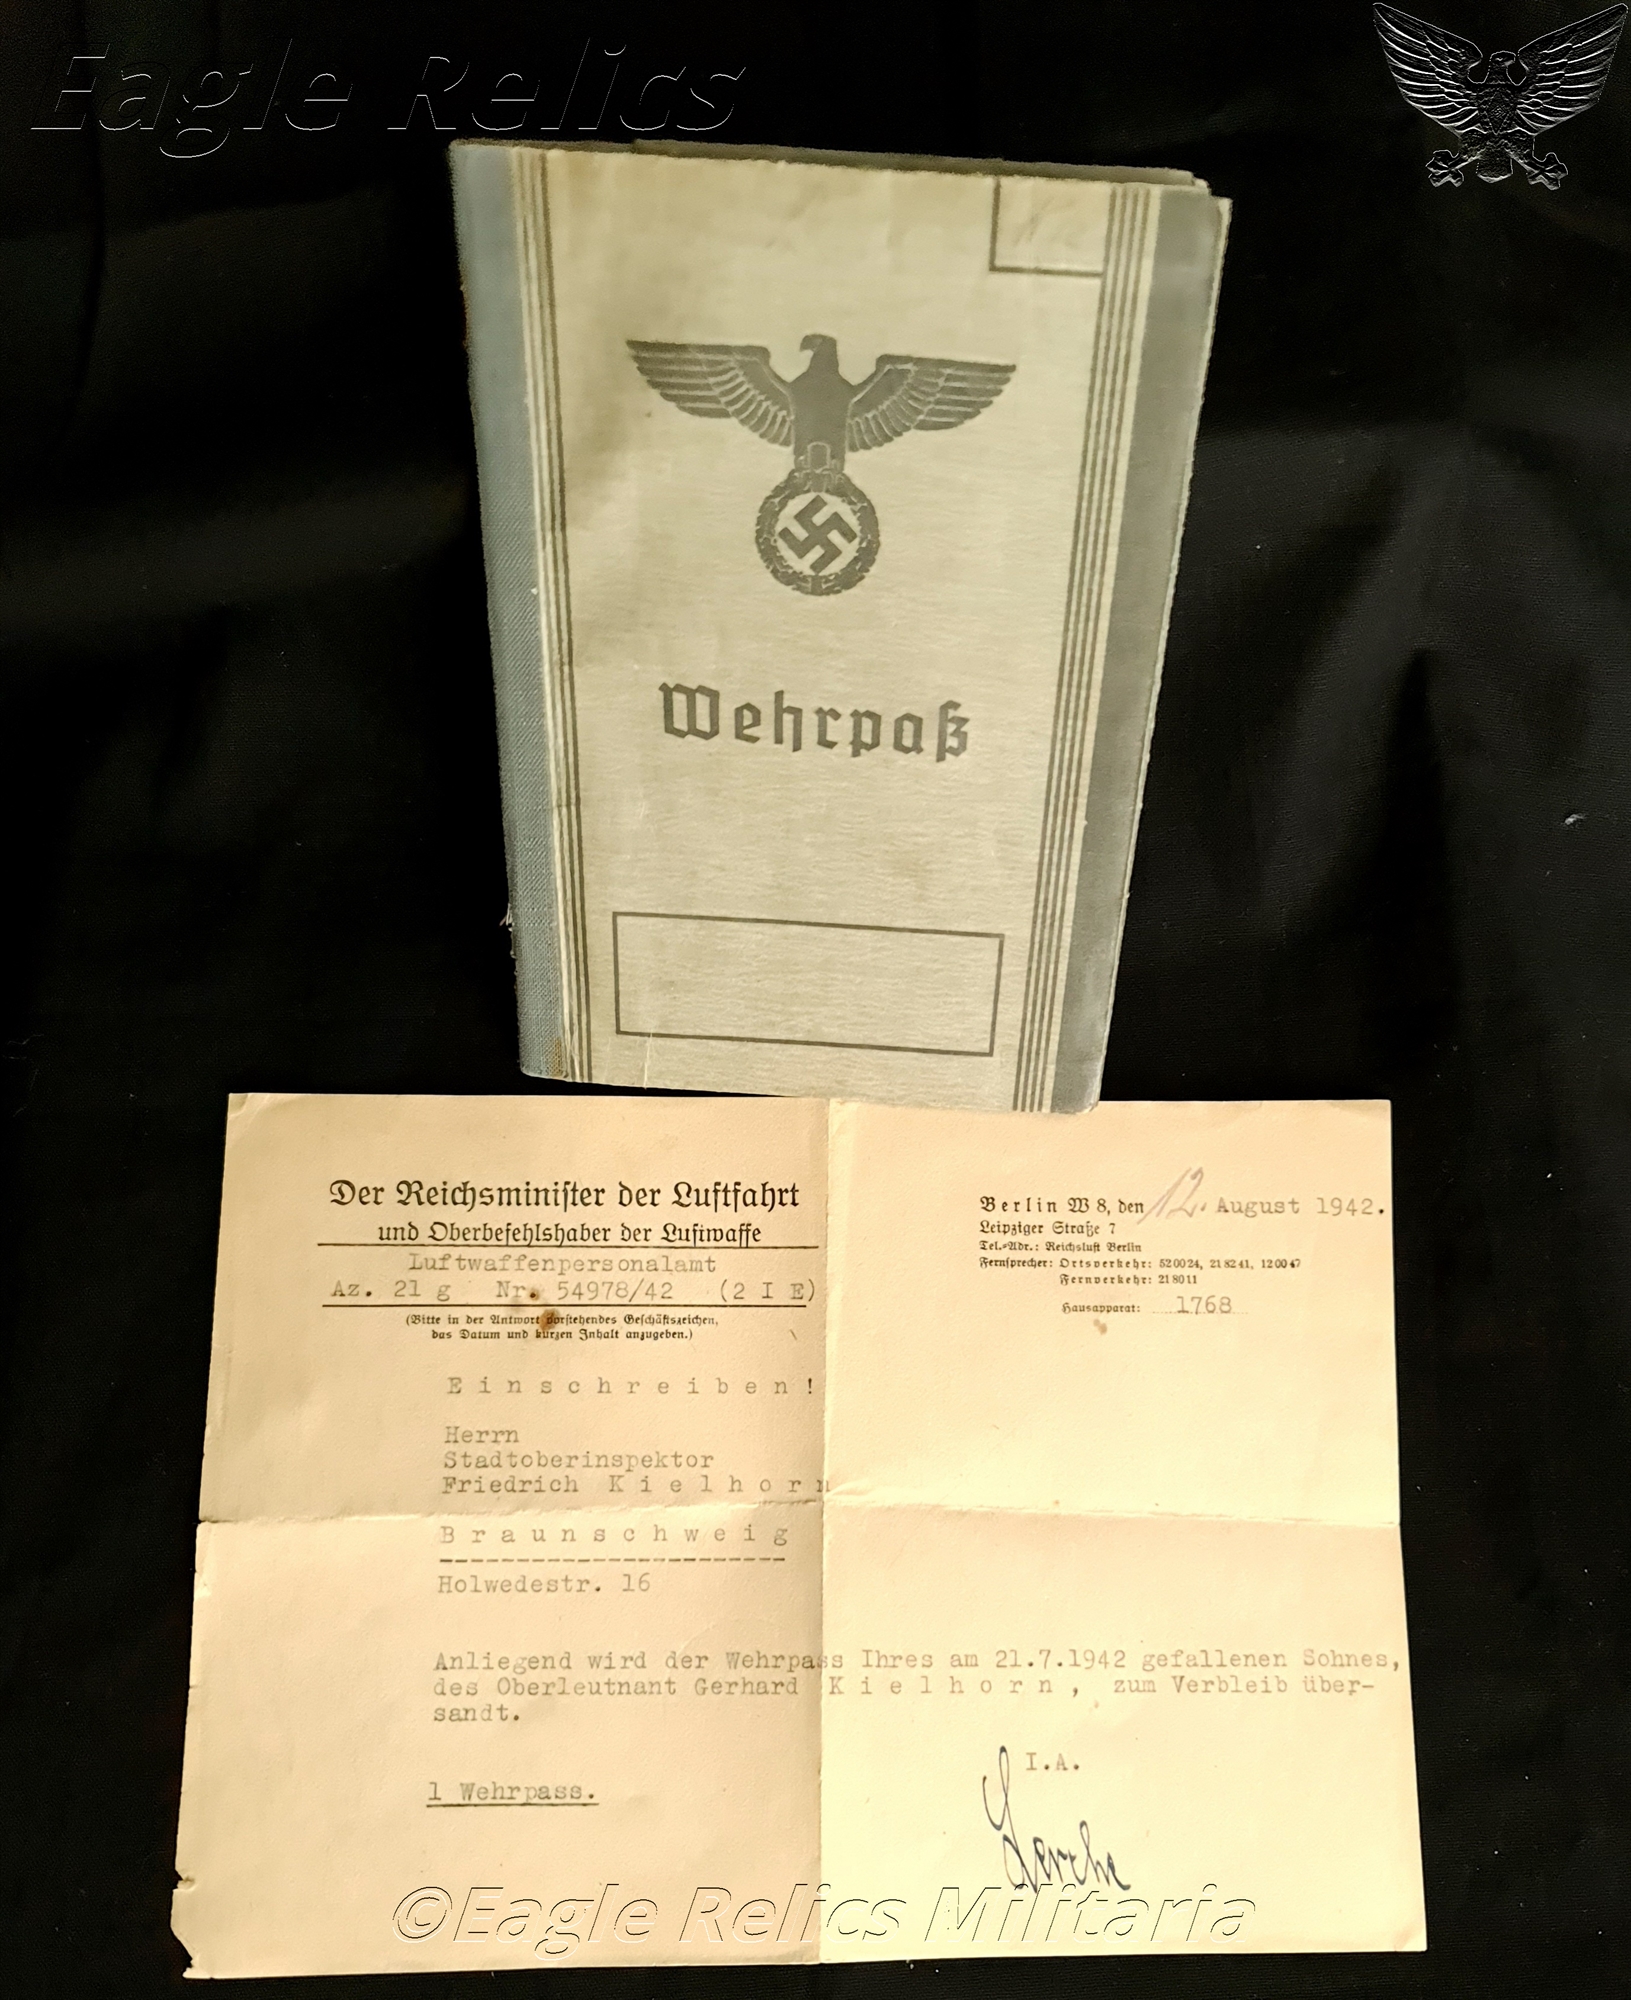 Eagle Relics
Wehrpaß
Der Reichsminister der Luftfahrt
und Oberbefehlshaber der Luftwaffe
Luftwaffenpersonalamt
Az. 21 g Nr. 54978/42 (2 I E)
(Bitte in der Antwort vorstehendes Geschäftszeichen,
das Datum und kurzen Inhalt anzugeben.)
Berlin W 8, den 12. August 1942.
Leipziger Straße 7
Tel.-Adr.: Reichsluft Berlin
Fernsprecher: Ortsverkehr: 520024, 218241, 120047
Fernverkehr: 218011
Hausapparat: 1768
Einschreiben!
Herrn
Stadtoberinspektor
Friedrich Kielhorn
Braunschweig
Holwedestr. 16
Anliegend wird der Wehrpass Ihres am 21.7.1942 gefallenen Sohnes,
des Oberleutnant Gerhard Kielhorn, zum Verbleib über-
sandt.
I.A.
1 Wehrpass.
©Eagle Relics Militaria